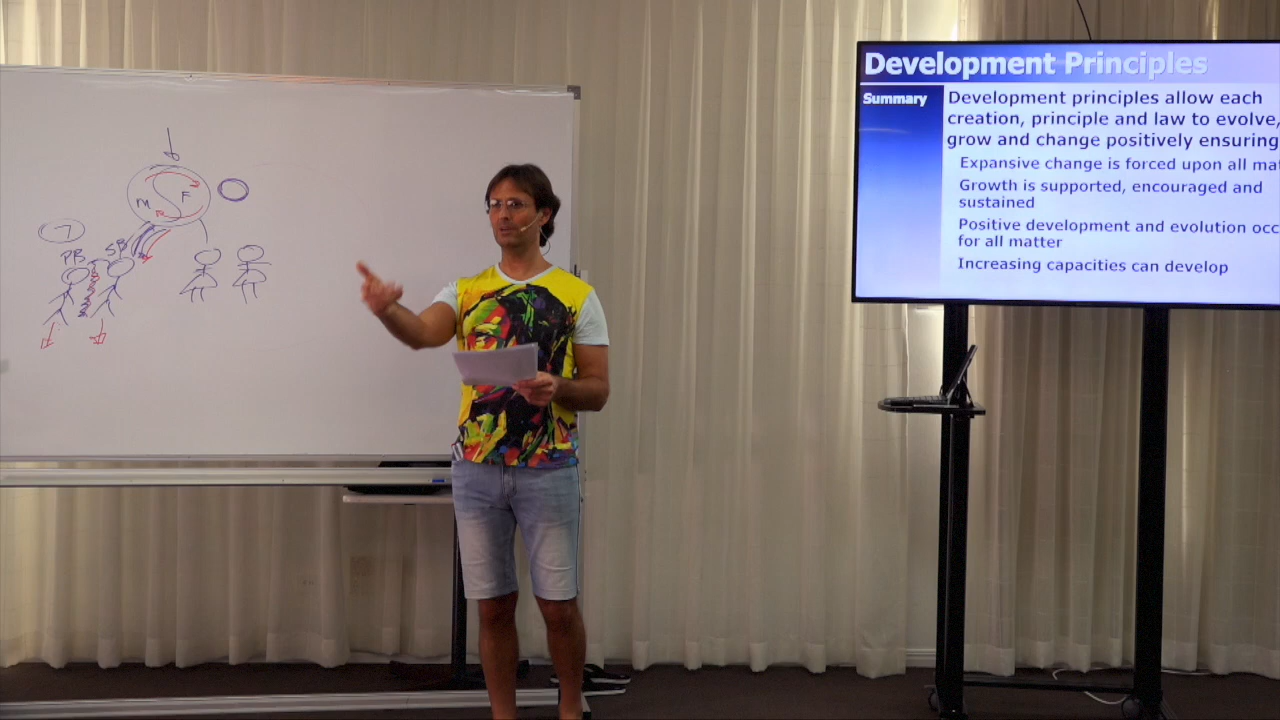 M F
R
7
PB SB
Development Principles
Summary
Development principles allow each
creation, principle and law to evolve,
grow and change positively ensuring
Expansive change is forced upon all
Growth is supported, encouraged and
sustained
Positive development and evolution
for all matter
Increasing capacities can develop